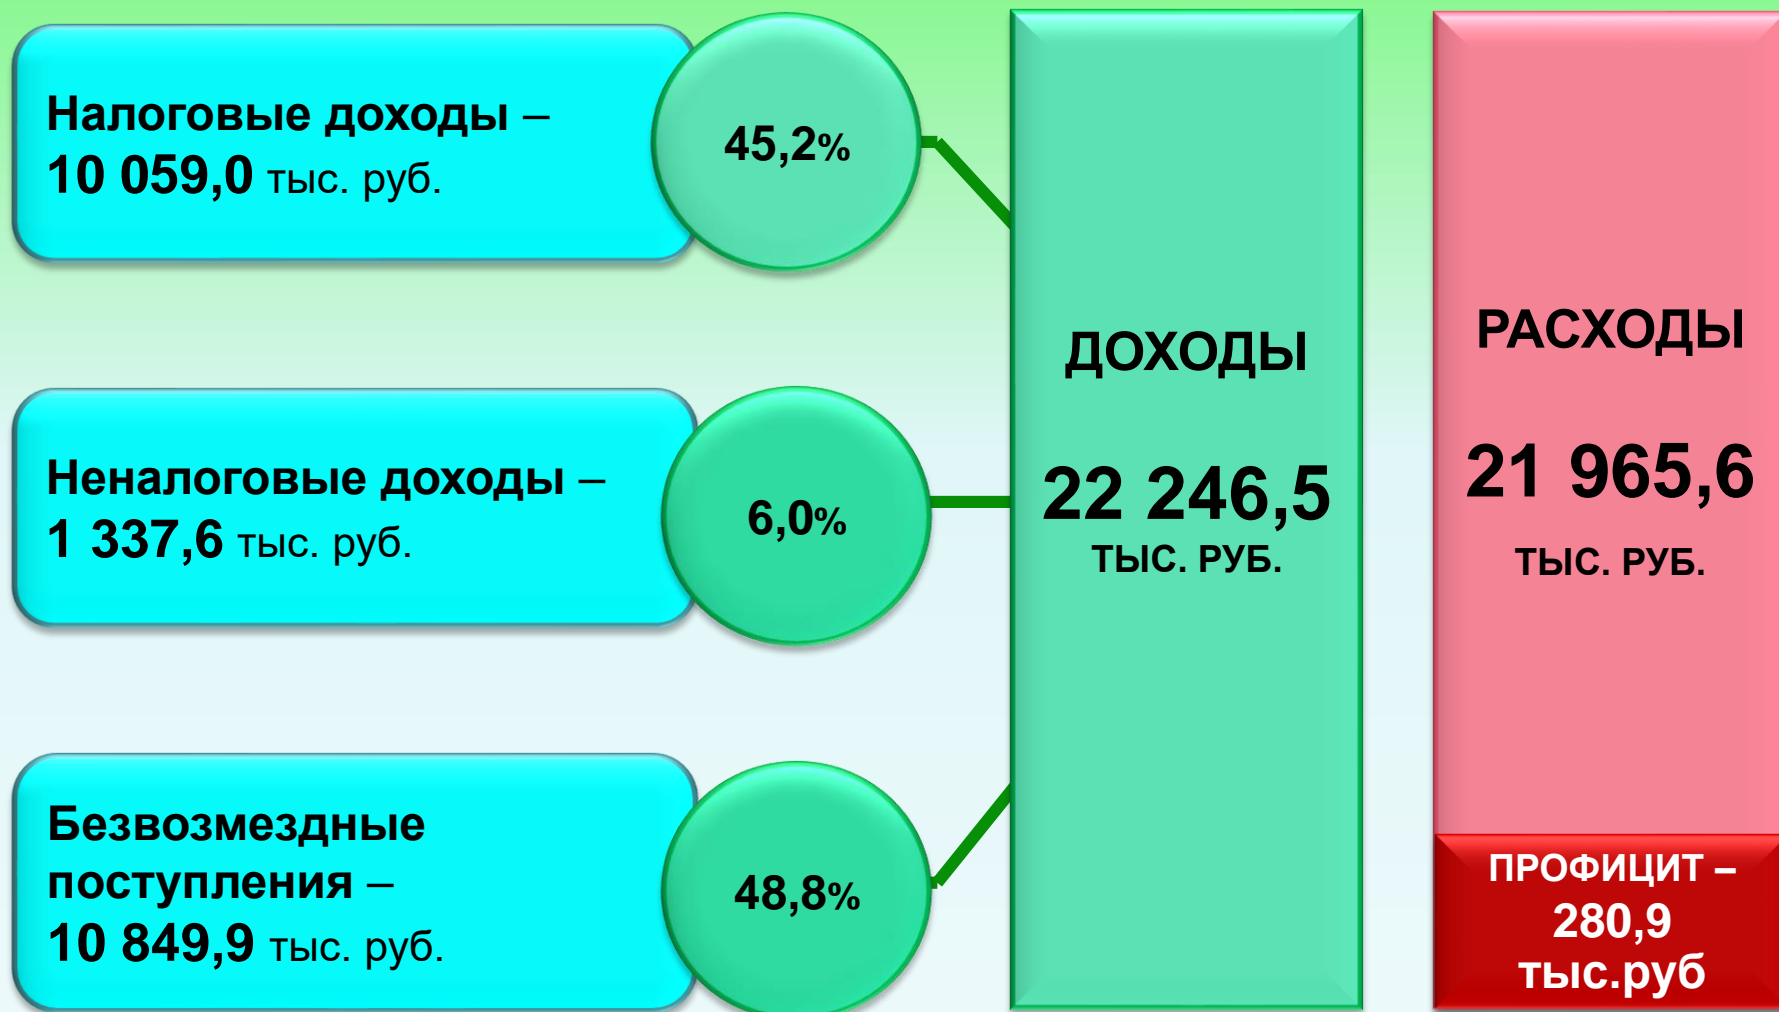 Налоговые доходы –
10 059,0 тыс. руб.
45,2%
Неналоговые доходы –
1 337,6 тыс. руб.
6,0%
Безвозмездные
поступления –
10 849,9 тыс. руб.
48,8%
ДОХОДЫ
22 246,5
ТЫС. РУБ.
РАСХОДЫ
21 965,6
ТЫС. РУБ.
ПРОФИЦИТ –
280,9
тыс.руб